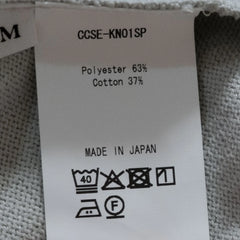 M
CCSE-KN01SP
Polyester 63%
Cotton 37%
MADE IN JAPAN
40
F